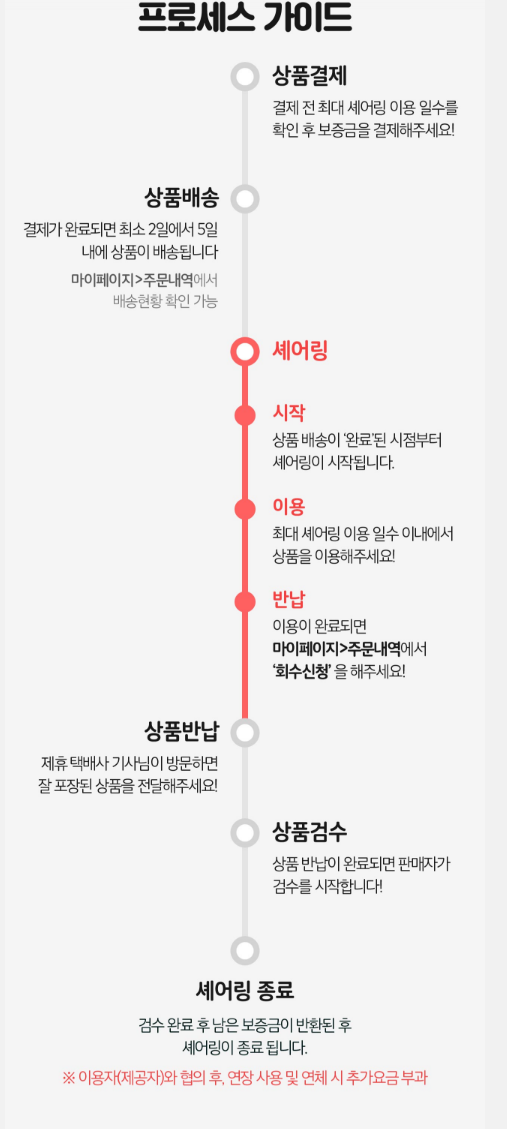 프로세스 가이드
상품결제
결제 전 최대 셰어링 이용 일수를
확인 후 보증금을 결제해주세요!
상품배송
결제가 완료되면 최소 2일에서 5일
내에 상품이 배송됩니다
마이페이지>주문내역에서
배송현황 확인 가능
셰어링
시작
상품 배송이 '완료'된 시점부터
셰어링이 시작됩니다.
이용
최대 셰어링 이용 일수 이내에서
상품을 이용해주세요!
반납
이용이 완료되면
마이페이지>주문내역에서
'회수신청' 을 해주세요!
상품반납
제휴 택배사 기사님이 방문하면
잘 포장된 상품을 전달해주세요!
상품검수
상품 반납이 완료되면 판매자가
검수를 시작합니다!
셰어링 종료
검수 완료 후 남은 보증금이 반환된 후
셰어링이 종료 됩니다.
※ 이용자(제공자)와 협의 후, 연장 사용 및 연체 시 추가요금 부과